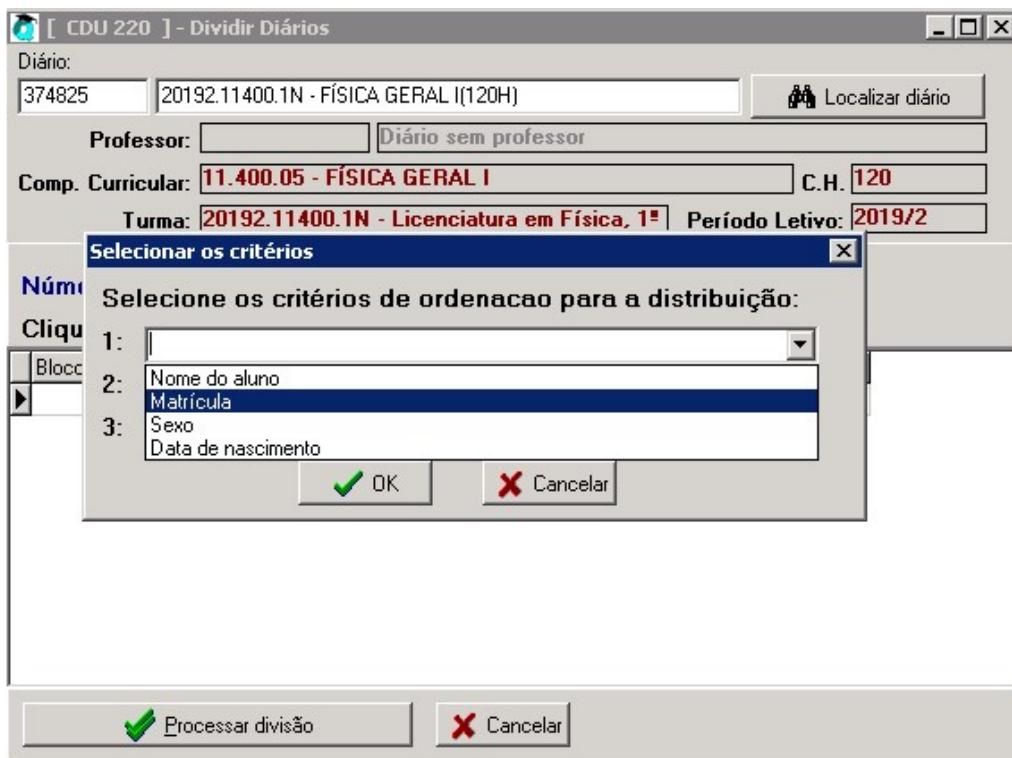 [ CDU 220 ] - Dividir Diários
Diário:
374825 20192.11400.1N - FÍSICA GERAL I(120H) Localizar diário
Professor: Diário sem professor
Comp. Curricular: 11.400.05 - FÍSICA GERAL I C.H. 120
Turma: 20192.11400.1N - Licenciatura em Física, 1ª Período Letivo: 2019/2
Selecionar os critérios
Selecione os critérios de ordenacao para a distribuição:
1:
Nome do aluno
2:
Matrícula
3:
Sexo
Data de nascimento
OK Cancelar
Processar divisão Cancelar